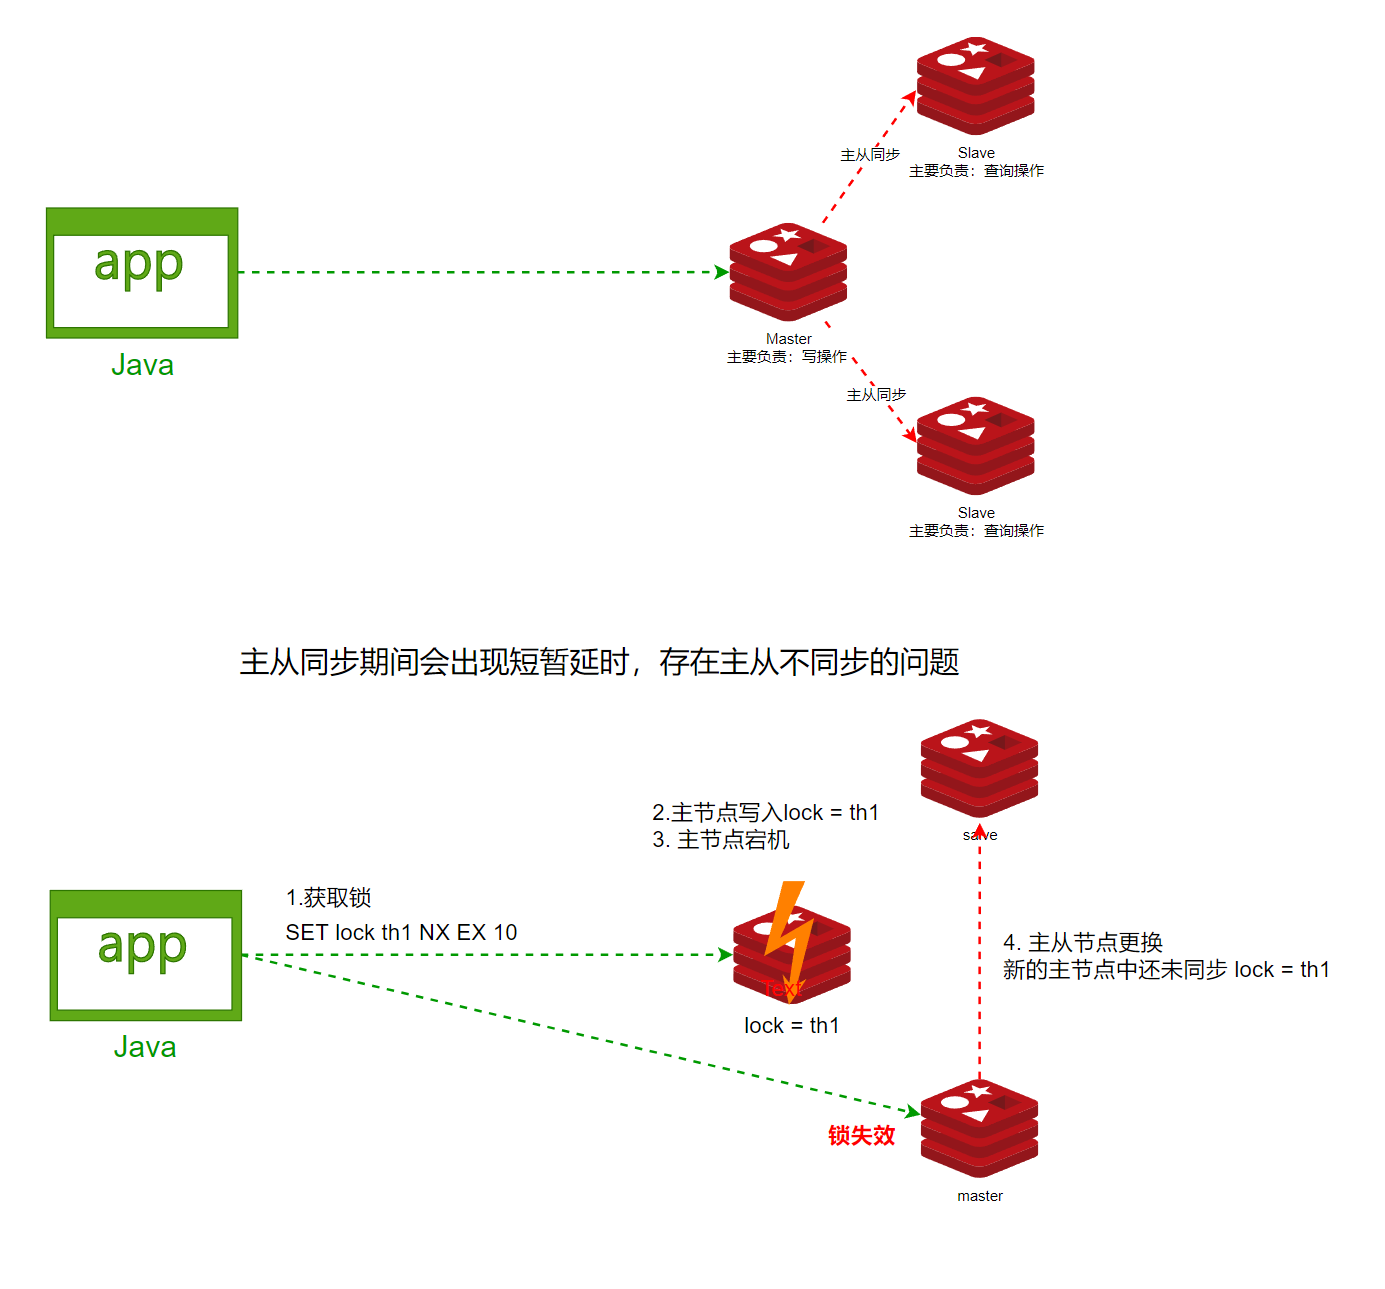 Slave
主要负责：查询操作
主从同步
app
Java
Master
主要负责：写操作
主从同步
Slave
主要负责：查询操作
主从同步期间会出现短暂延时，存在主从不同步的问题
2.主节点写入lock = th1
3. 主节点宕机
salve
1.获取锁
SET lock th1 NX EX 10
app
Java
Text
lock = th1
4. 主从节点更换
新的主节点中还未同步 lock = th1
锁失效
master